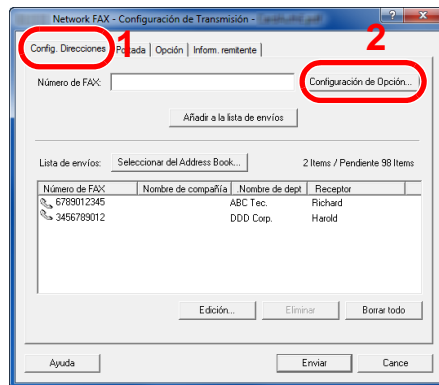 Network FAX - Configuración de Transmisión -
Config. Direcciones 1 Portada Opción Inform. remitente 2
Número de FAX: Configuración de Opción...
Añadir a la lista de envíos
Lista de envíos: Seleccionar del Address Book... 2 Items / Pendiente 98 Items
Número de FAX Nombre de compañía .Nombre de dept Receptor
6789012345 ABC Tec. Richard
3456789012 DDD Corp. Harold
Edición... Eliminar Borrar todo
Ayuda Enviar Cance